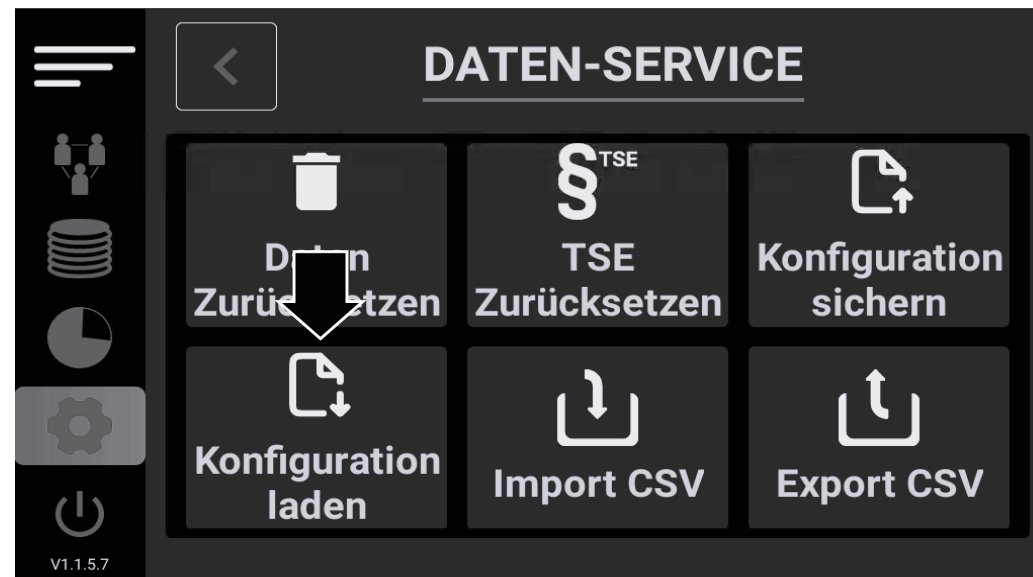 DATEN-SERVICE
§TSE
TSE
Zurücksetzen
Konfiguration
sichern
Konfiguration
laden
Import CSV
Export CSV
V1.1.5.7